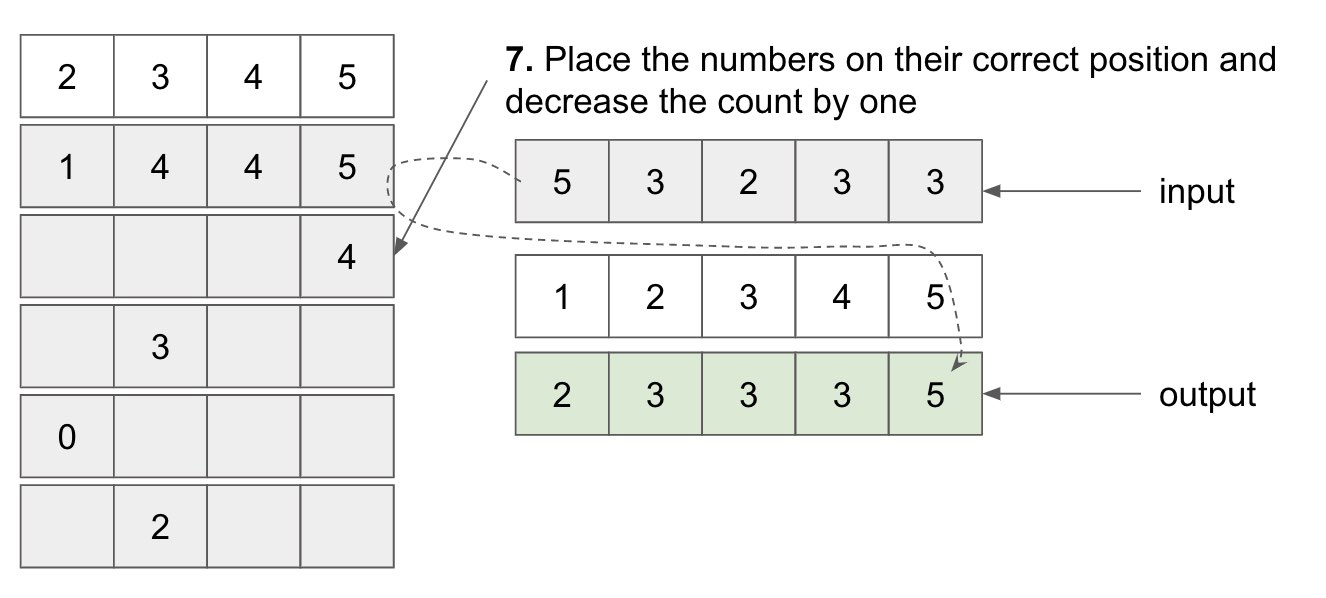 2 3 4 5
7. Place the numbers on their correct position and
decrease the count by one
1 4 4 5
5 3 2 3 3
input
4
1 2 3 4 5
3
2 3 3 3 5
output
0
2